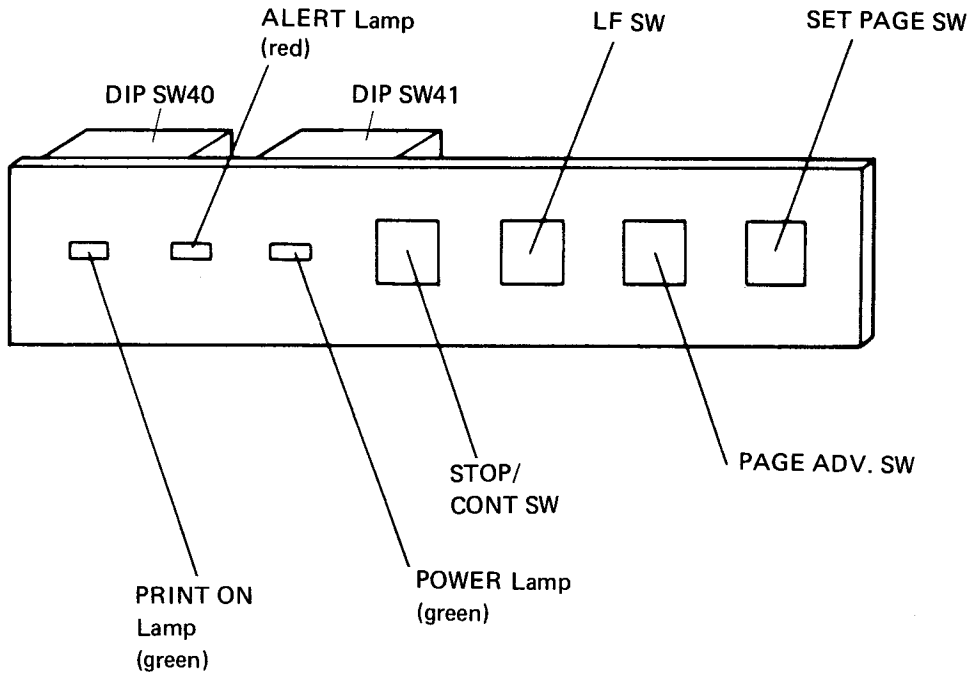 ALERT Lamp
(red)
LF SW
SET PAGE SW
DIP SW40
DIP SW41
STOP/
CONT SW
PAGE ADV. SW
POWER Lamp
(green)
PRINT ON
Lamp
(green)